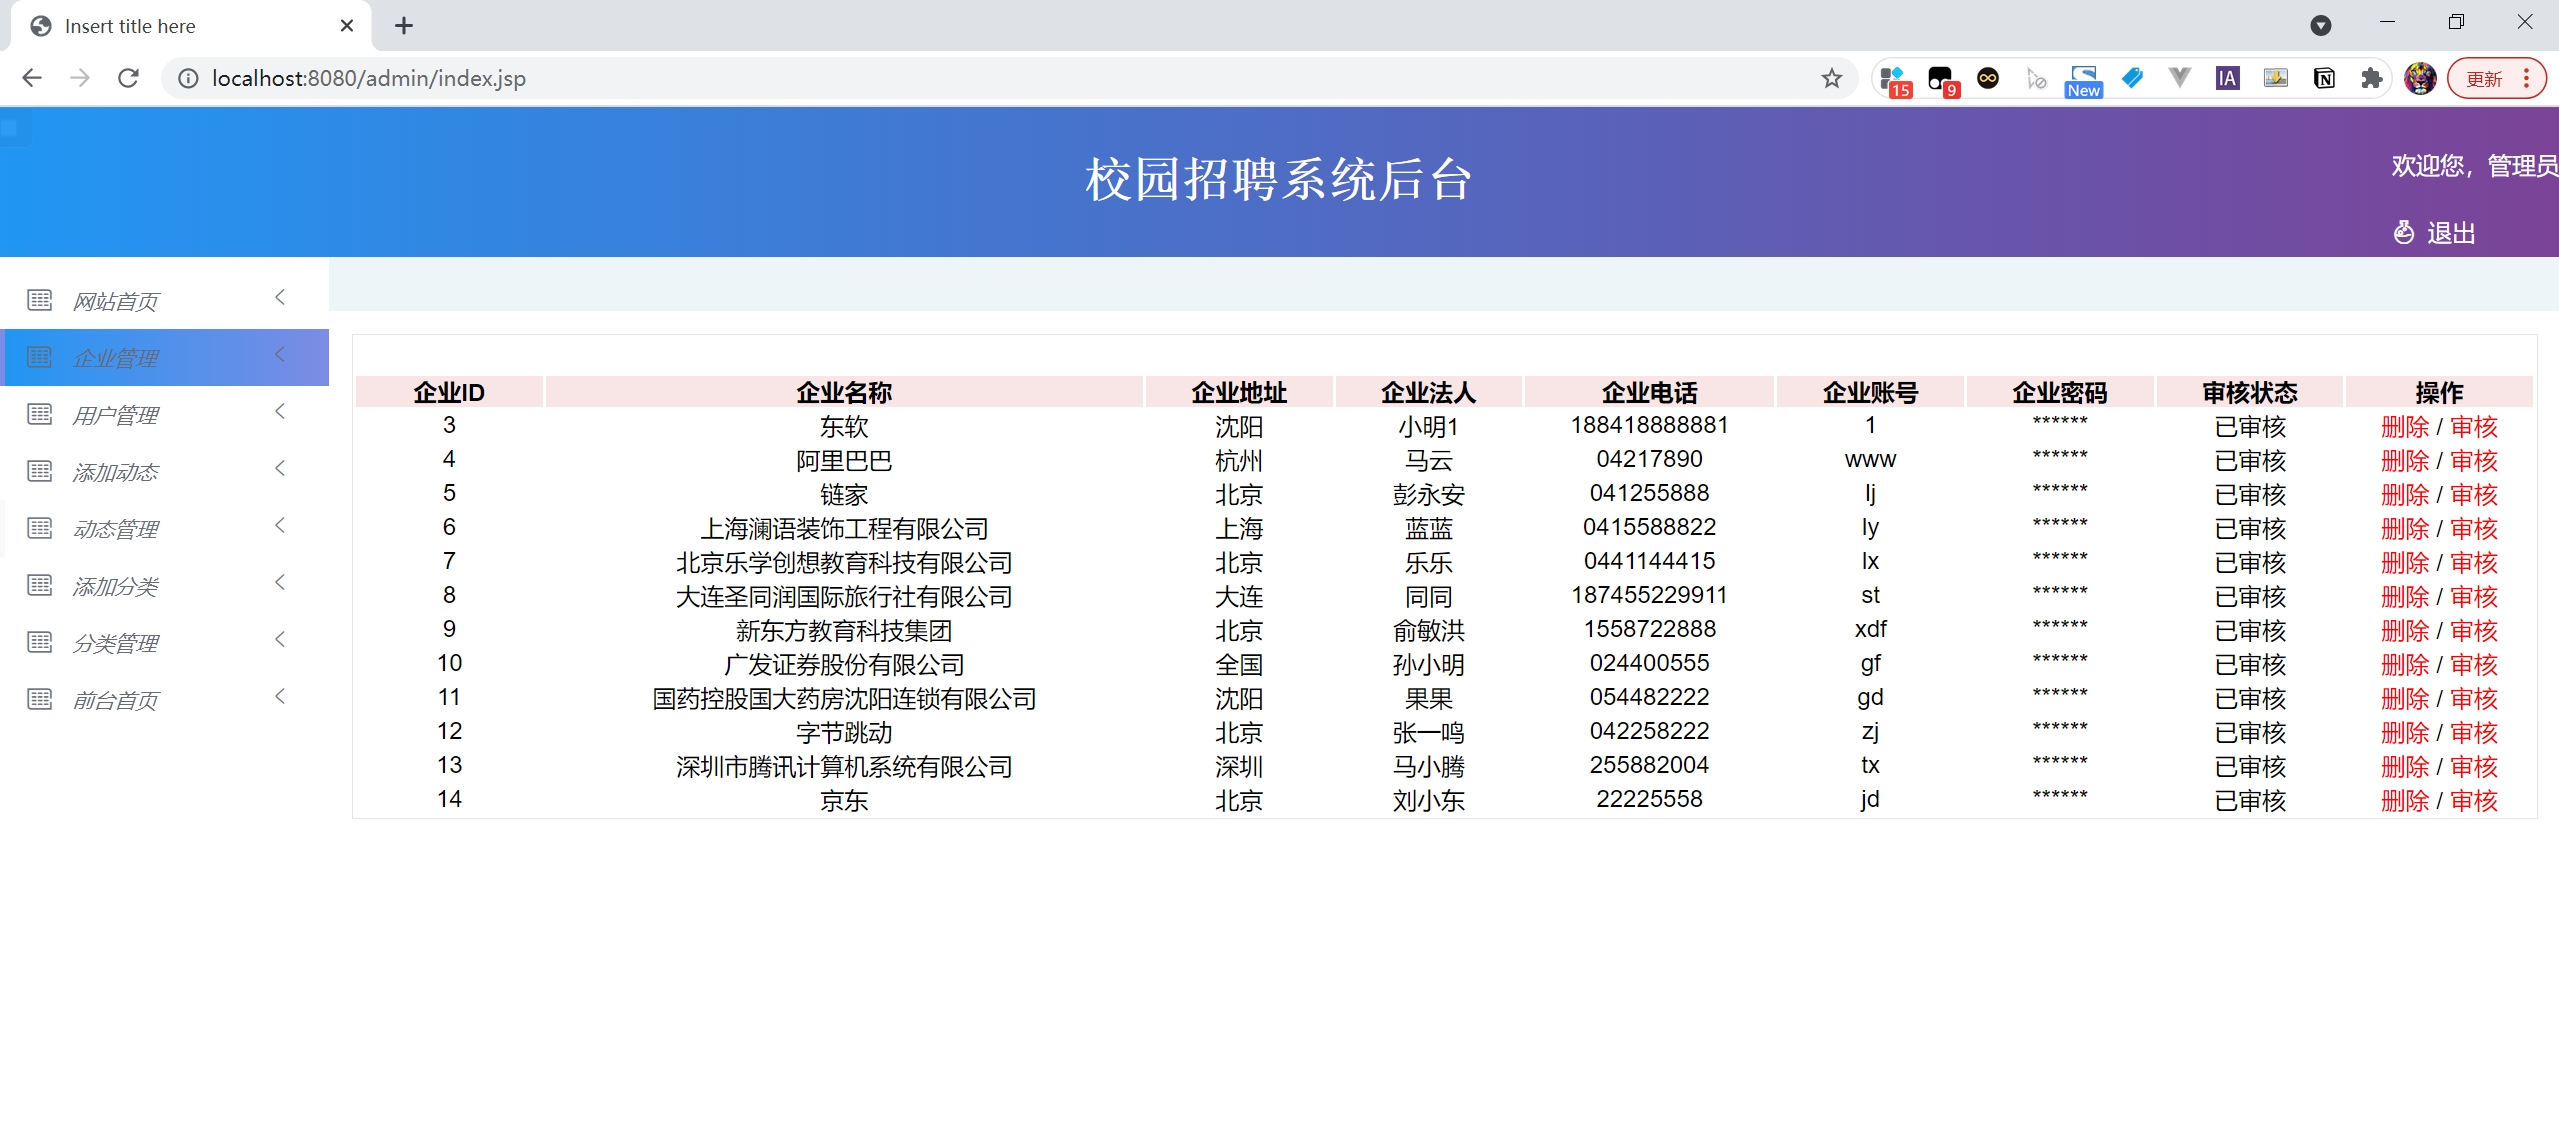 Insert title here
localhost:8080/admin/index.jsp
15
9
New
IA
更新
校园招聘系统后台
欢迎您，管理员
退出
网站首页
企业管理
用户管理
添加动态
动态管理
添加分类
分类管理
前台首页
企业ID 企业名称 企业地址 企业法人 企业电话 企业账号 企业密码 审核状态 操作
3 东软 沈阳 小明1 188418888881 1 ****** 已审核 删除 / 审核
4 阿里巴巴 杭州 马云 04217890 www ****** 已审核 删除 / 审核
5 链家 北京 彭永安 041255888 lj ****** 已审核 删除 / 审核
6 上海澜语装饰工程有限公司 上海 蓝蓝 0415588822 ly ****** 已审核 删除 / 审核
7 北京乐学创想教育科技有限公司 北京 乐乐 0441144415 lx ****** 已审核 删除 / 审核
8 大连圣同润国际旅行社有限公司 大连 同同 187455229911 st ****** 已审核 删除 / 审核
9 新东方教育科技集团 北京 俞敏洪 1558722888 xdf ****** 已审核 删除 / 审核
10 广发证券股份有限公司 全国 孙小明 024400555 gf ****** 已审核 删除 / 审核
11 国药控股国大药房沈阳连锁有限公司 沈阳 果果 054482222 gd ****** 已审核 删除 / 审核
12 字节跳动 北京 张一鸣 042258222 zj ****** 已审核 删除 / 审核
13 深圳市腾讯计算机系统有限公司 深圳 马小腾 255882004 tx ****** 已审核 删除 / 审核
14 京东 北京 刘小东 22225558 jd ****** 已审核 删除 / 审核